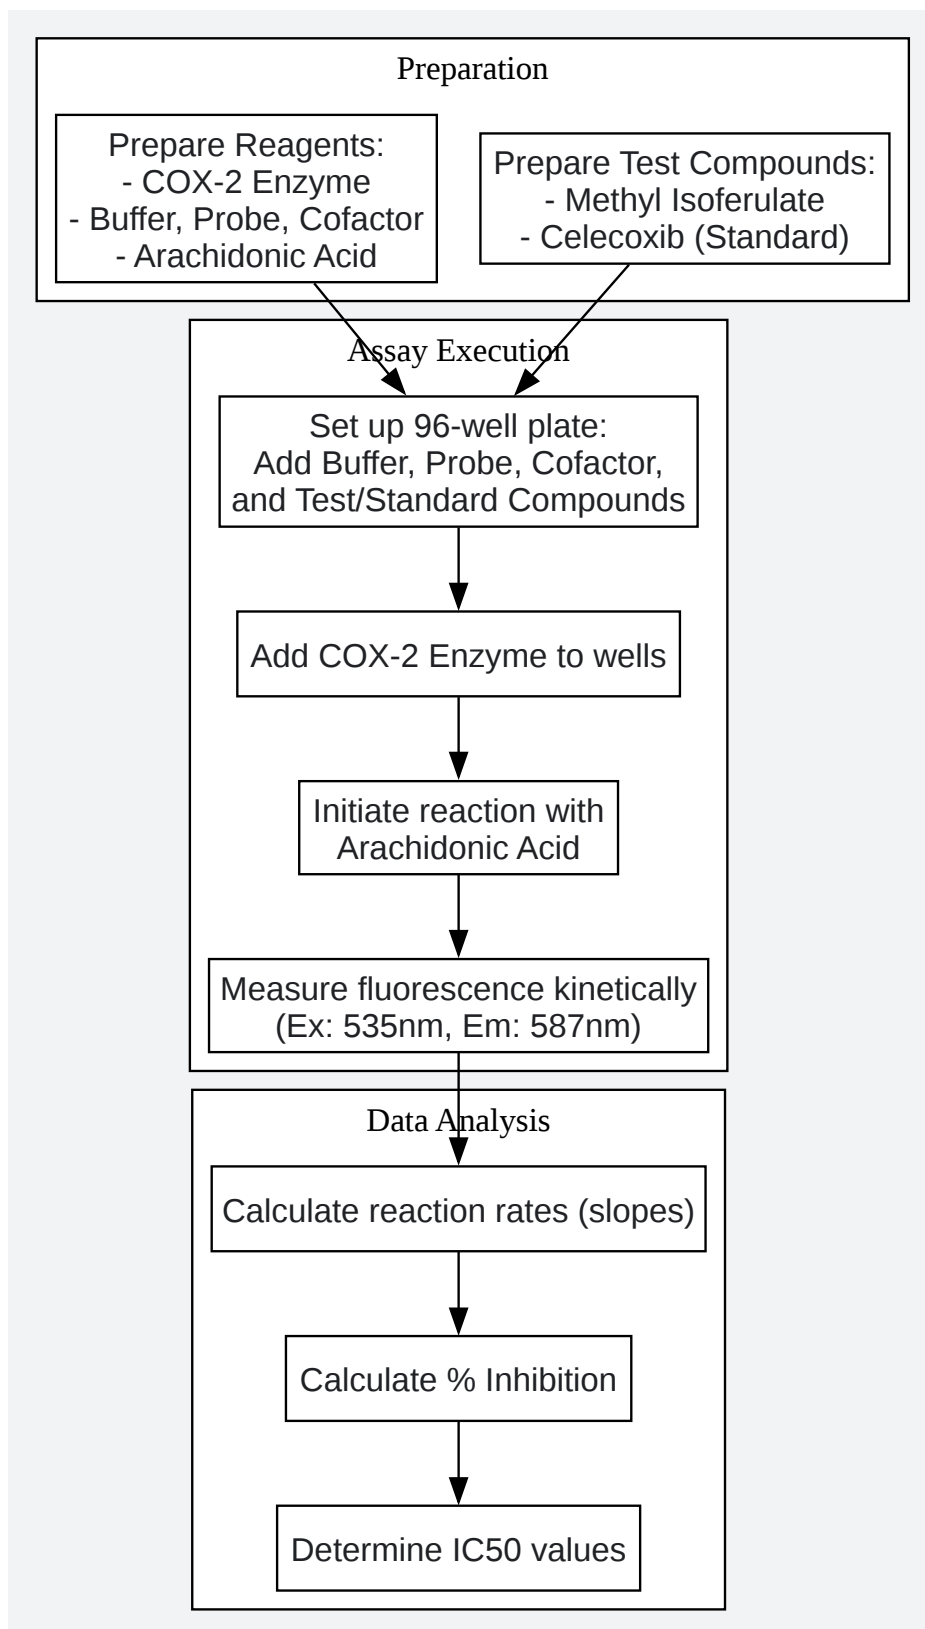 Preparation
Prepare Reagents:
- COX-2 Enzyme
- Buffer, Probe, Cofactor
- Arachidonic Acid
Prepare Test Compounds:
- Methyl Isoferulate
- Celecoxib (Standard)
Assay Execution
Set up 96-well plate:
Add Buffer, Probe, Cofactor,
and Test/Standard Compounds
Add COX-2 Enzyme to wells
Initiate reaction with
Arachidonic Acid
Measure fluorescence kinetically
(Ex: 535nm, Em: 587nm)
Data Analysis
Calculate reaction rates (slopes)
Calculate % Inhibition
Determine IC50 values